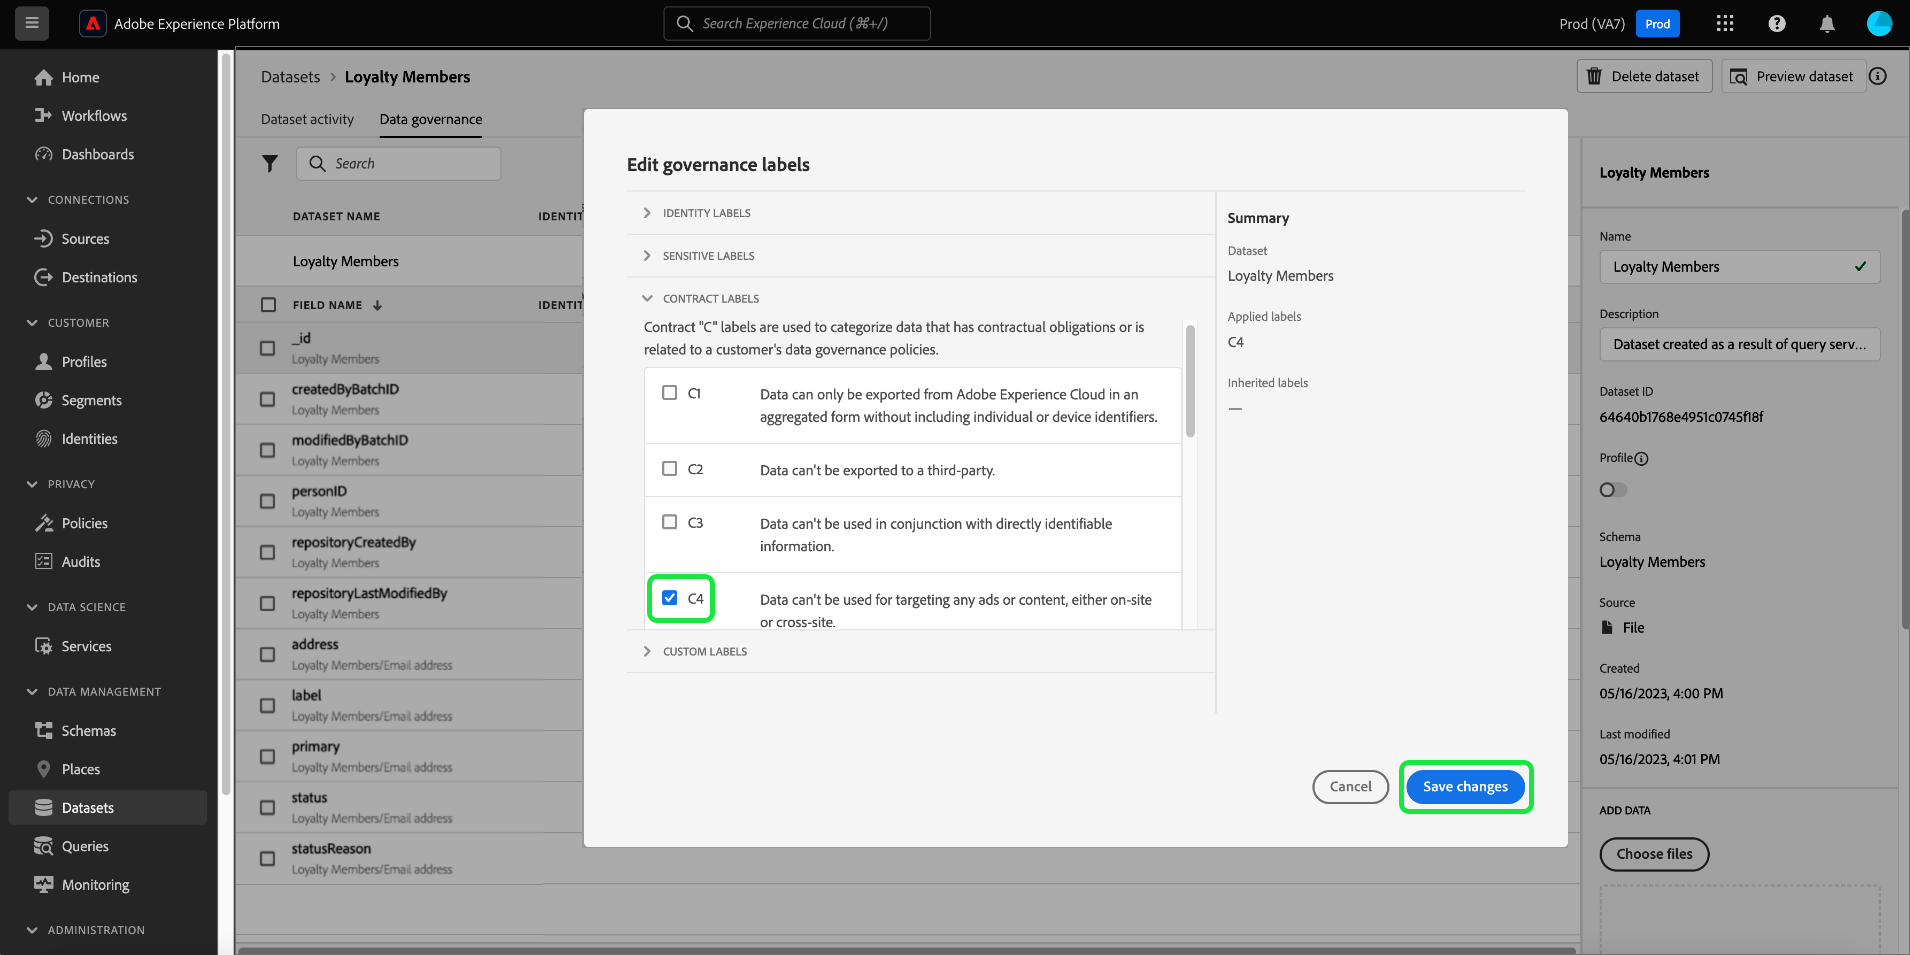 Adobe Experience Platform
Search Experience Cloud (⌘+/)
Prod (VA7)
Prod
Home
Workflows
Dashboards
CONNECTIONS
Sources
Destinations
CUSTOMER
Profiles
Segments
Identities
PRIVACY
Policies
Audits
DATA SCIENCE
Services
DATA MANAGEMENT
Schemas
Places
Datasets
Queries
Monitoring
ADMINISTRATION
Datasets > Loyalty Members
Delete dataset
Preview dataset
Dataset activity
Data governance
Search
DATASET NAME
Loyalty Members
FIELD NAME
_id
Loyalty Members
createdByBatchID
Loyalty Members
modifiedByBatchID
Loyalty Members
personID
Loyalty Members
repositoryCreatedBy
Loyalty Members
repositoryLastModifiedBy
Loyalty Members
address
Loyalty Members/Email address
label
Loyalty Members/Email address
primary
Loyalty Members/Email address
status
Loyalty Members/Email address
statusReason
Loyalty Members/Email address
Edit governance labels
IDENTITY LABELS
SENSITIVE LABELS
CONTRACT LABELS
Contract "C" labels are used to categorize data that has contractual obligations or is
related to a customer's data governance policies.
C1
Data can only be exported from Adobe Experience Cloud in an
aggregated form without including individual or device identifiers.
C2
Data can't be exported to a third-party.
C3
Data can't be used in conjunction with directly identifiable
information.
C4
Data can't be used for targeting any ads or content, either on-site
or cross-site.
CUSTOM LABELS
Summary
Dataset
Loyalty Members
Applied labels
C4
Inherited labels
—
Cancel
Save changes
Loyalty Members
Name
Loyalty Members
Description
Dataset created as a result of query serv...
Dataset ID
64640b1768e4951c0745f18f
Profile
Schema
Loyalty Members
Source
File
Created
05/16/2023, 4:00 PM
Last modified
05/16/2023, 4:01 PM
ADD DATA
Choose files